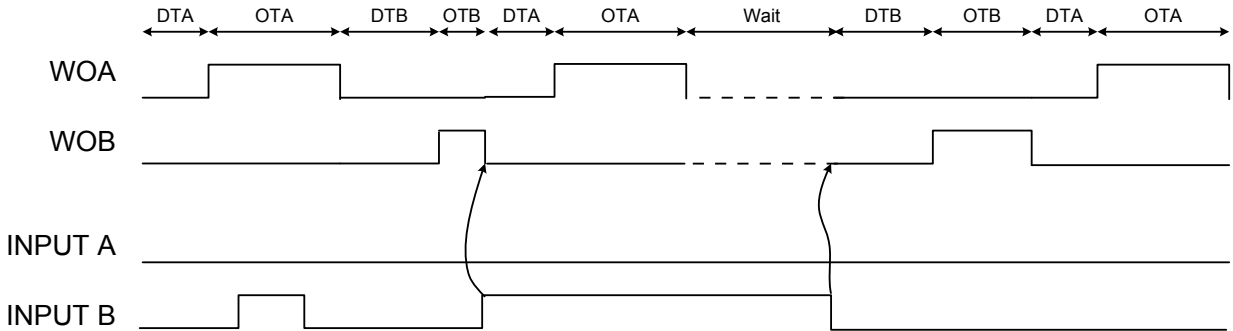 DTA OTA DTB OTB DTA OTA Wait DTB OTB DTA OTA
WOA
WOB
INPUT A
INPUT B